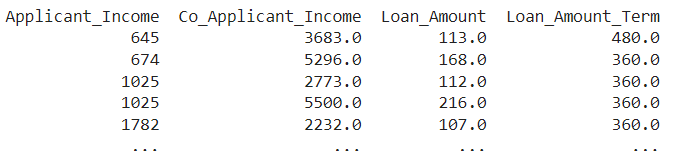 Applicant_Income Co_Applicant_Income Loan_Amount Loan_Amount_Term
645 3683.0 113.0 480.0
674 5296.0 168.0 360.0
1025 2773.0 112.0 360.0
1025 5500.0 216.0 360.0
1782 2232.0 107.0 360.0
... ... ... ...